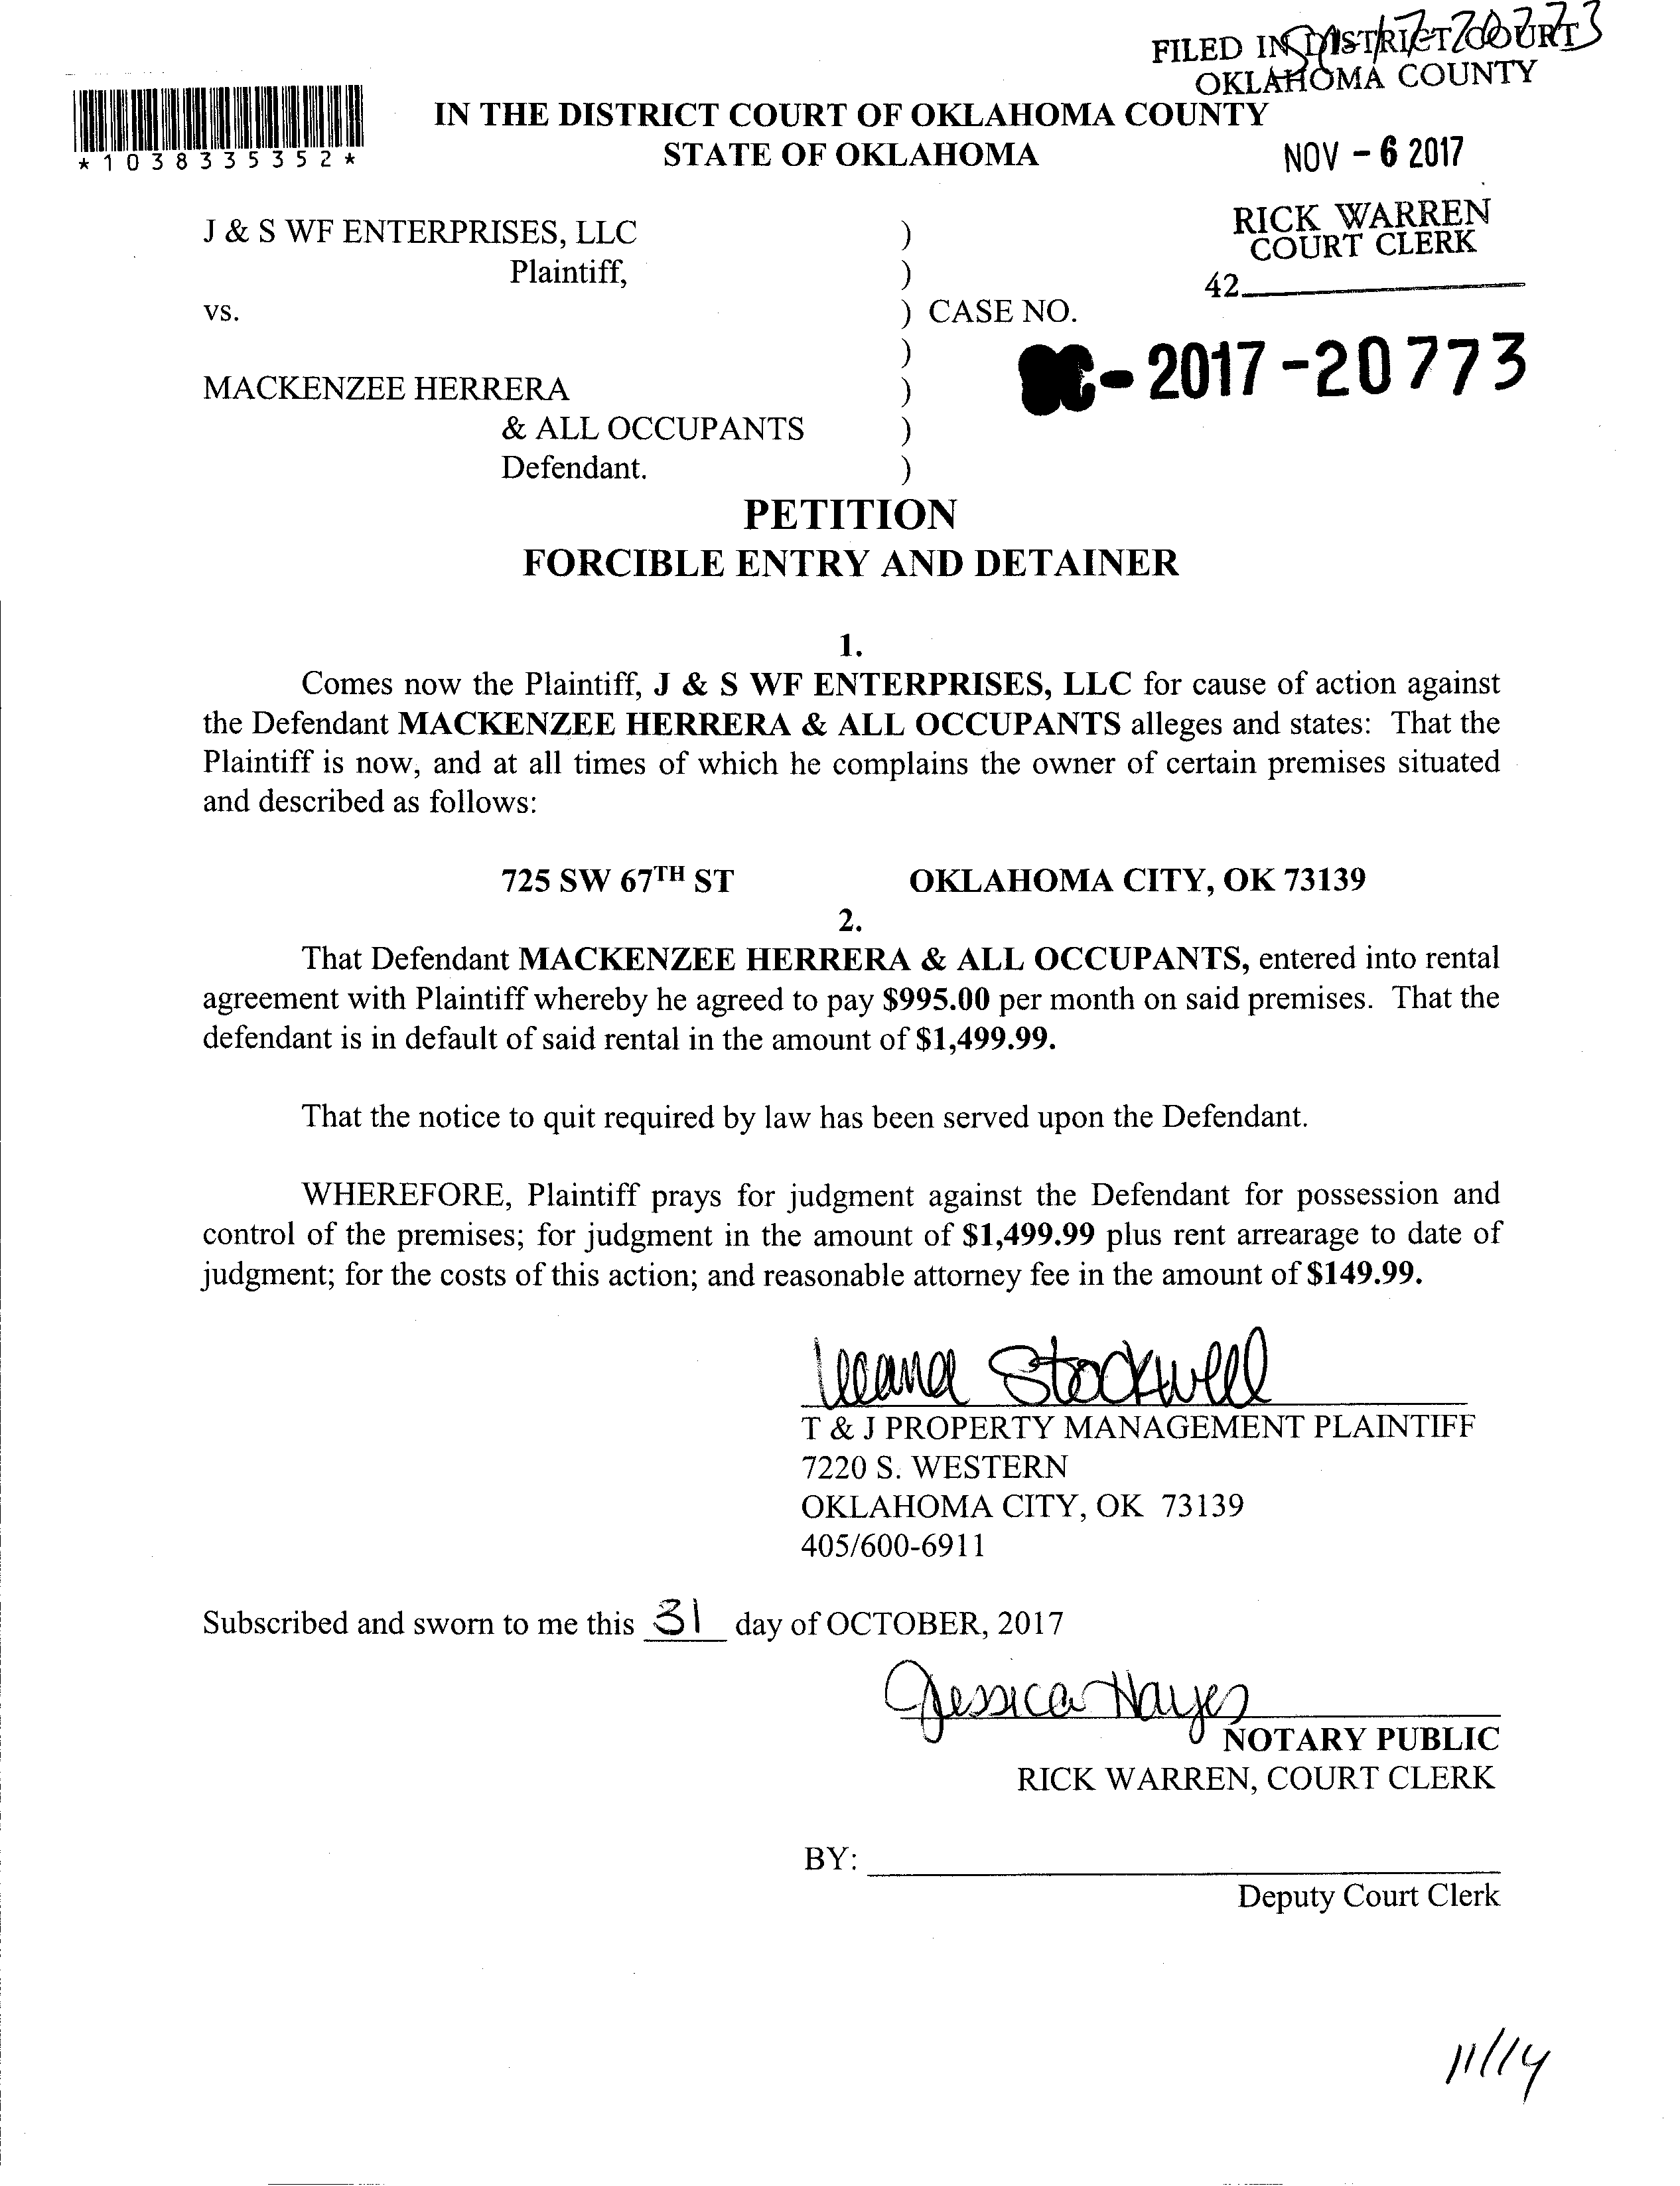 SC-17-20773
FILED IN DISTRICT COURT
OKLAHOMA COUNTY
*1038335352*
IN THE DISTRICT COURT OF OKLAHOMA COUNTY
STATE OF OKLAHOMA
NOV - 6 2017
RICK WARREN
COURT CLERK
42
J & S WF ENTERPRISES, LLC )
Plaintiff, )
vs. ) CASE NO.
)
SC - 2017 - 20773
MACKENZEE HERRERA )
& ALL OCCUPANTS )
Defendant. )
PETITION
FORCIBLE ENTRY AND DETAINER
1.
Comes now the Plaintiff, J & S WF ENTERPRISES, LLC for cause of action against
the Defendant MACKENZEE HERRERA & ALL OCCUPANTS alleges and states: That the
Plaintiff is now, and at all times of which he complains the owner of certain premises situated
and described as follows:
725 SW 67TH ST OKLAHOMA CITY, OK 73139
2.
That Defendant MACKENZEE HERRERA & ALL OCCUPANTS, entered into rental
agreement with Plaintiff whereby he agreed to pay $995.00 per month on said premises. That the
defendant is in default of said rental in the amount of $1,499.99.
That the notice to quit required by law has been served upon the Defendant.
WHEREFORE, Plaintiff prays for judgment against the Defendant for possession and
control of the premises; for judgment in the amount of $1,499.99 plus rent arrearage to date of
judgment; for the costs of this action; and reasonable attorney fee in the amount of $149.99.
Stockwell
T & J PROPERTY MANAGEMENT PLAINTIFF
7220 S. WESTERN
OKLAHOMA CITY, OK 73139
405/600-6911
Subscribed and sworn to me this 31 day of OCTOBER, 2017
Jessica Hayes
NOTARY PUBLIC
RICK WARREN, COURT CLERK
BY:
Deputy Court Clerk
11/14